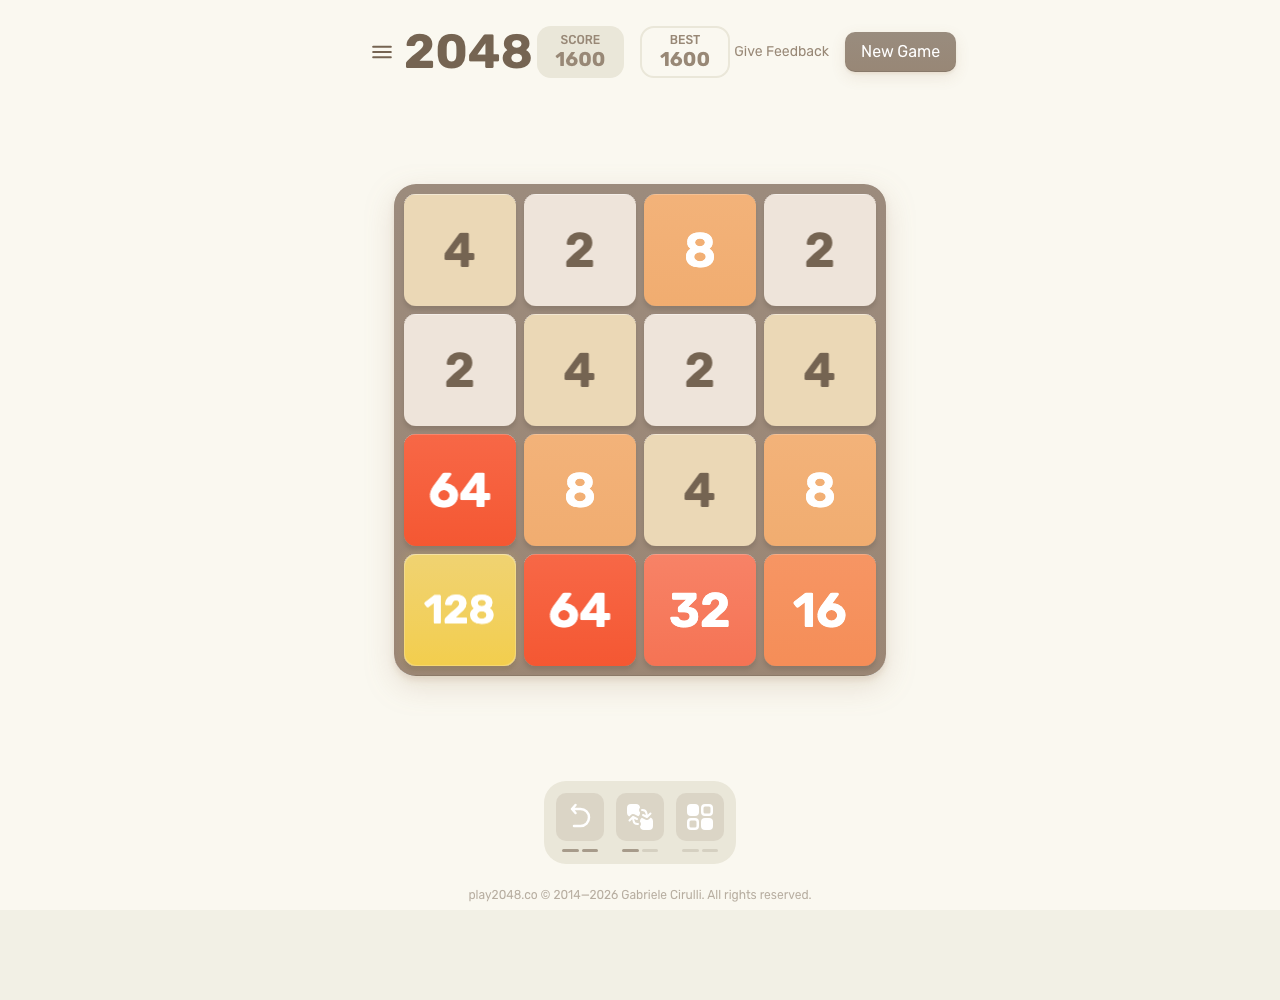 2048
SCORE
1600
BEST
1600
Give Feedback
New Game
4 2 8 2
2 4 2 4
64 8 4 8
128 64 32 16
play2048.co © 2014—2026 Gabriele Cirulli. All rights reserved.